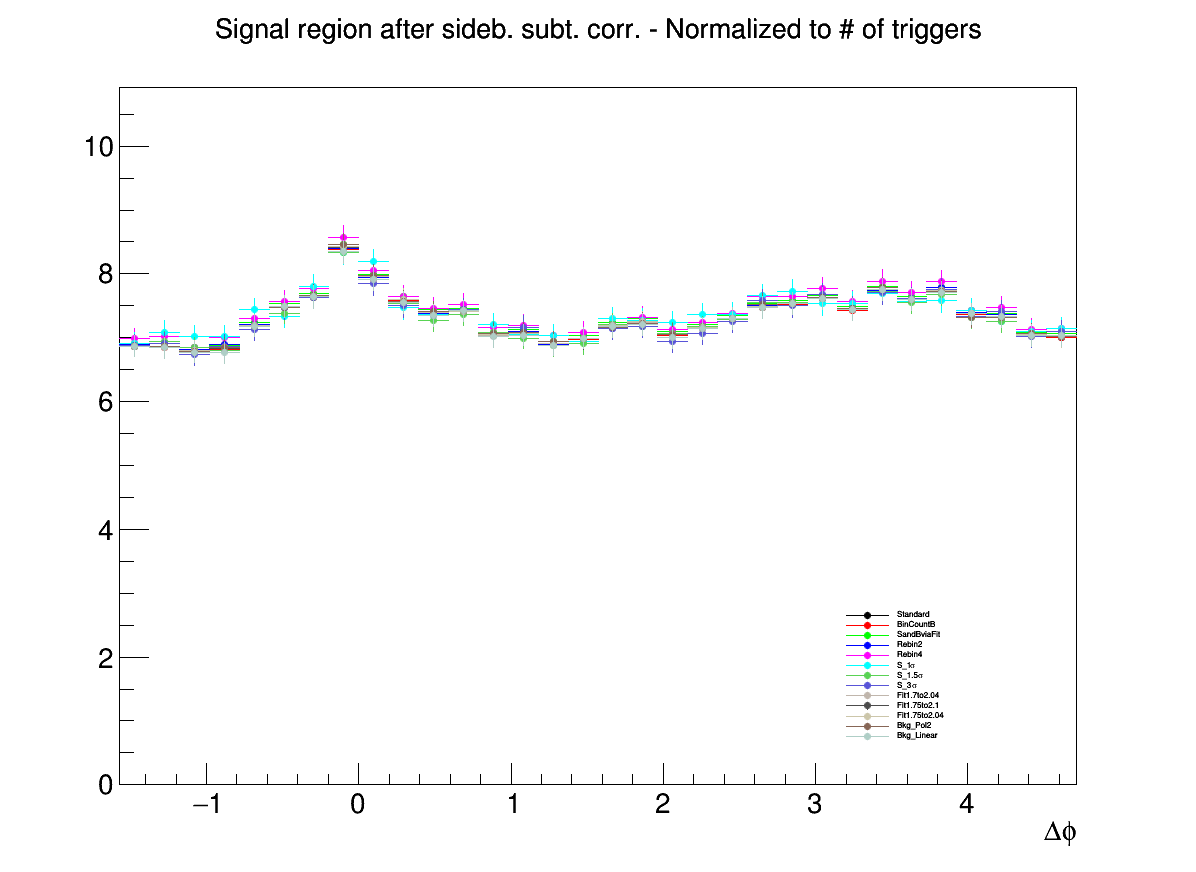 Signal region after sideb. subt. corr. - Normalized to # of triggers
10
8
6
4
2
0
−1 0 1 2 3 4
Δϕ
Standard
BinCountB
SandBviaFit
Rebin2
Rebin4
S_1σ
S_1.5σ
S_3σ
Fit1.7to2.04
Fit1.75to2.1
Fit1.75to2.04
Bkg_Pol2
Bkg_Linear